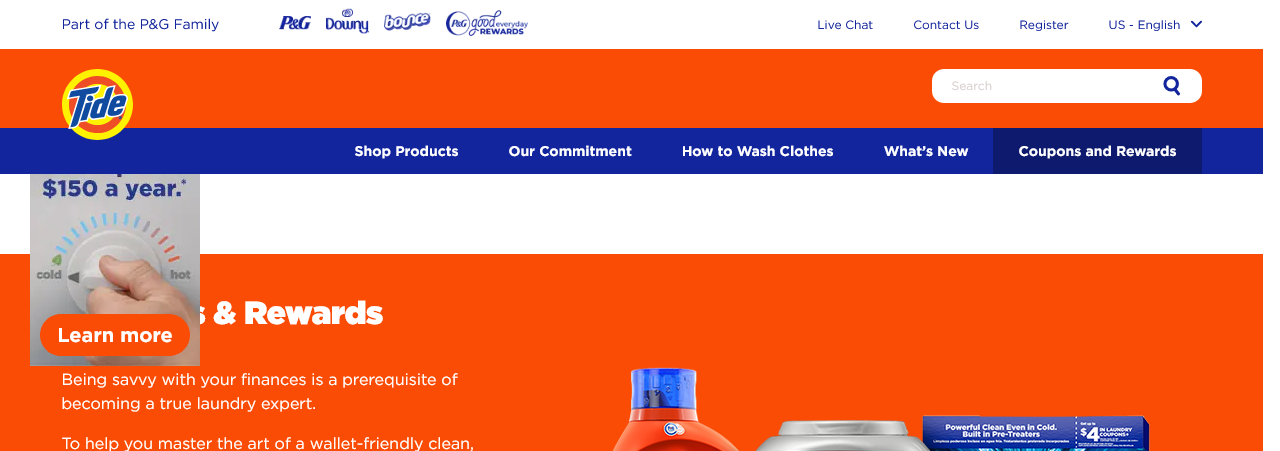 Part of the P&G Family
P&G
Downy
bounce
P&G good everyday
REWARDS
Live Chat
Contact Us
Register
US - English
Tide
Search
Shop Products
Our Commitment
How to Wash Clothes
What's New
Coupons and Rewards
$150 a year.*
cold
hot
Learn more
& Rewards
Being savvy with your finances is a prerequisite of
becoming a true laundry expert.
To help you master the art of a wallet-friendly clean,
Powerful Clean Even in Cold.
Built in Pre-Treaters
$4 IN LAUNDRY
COUPONS+